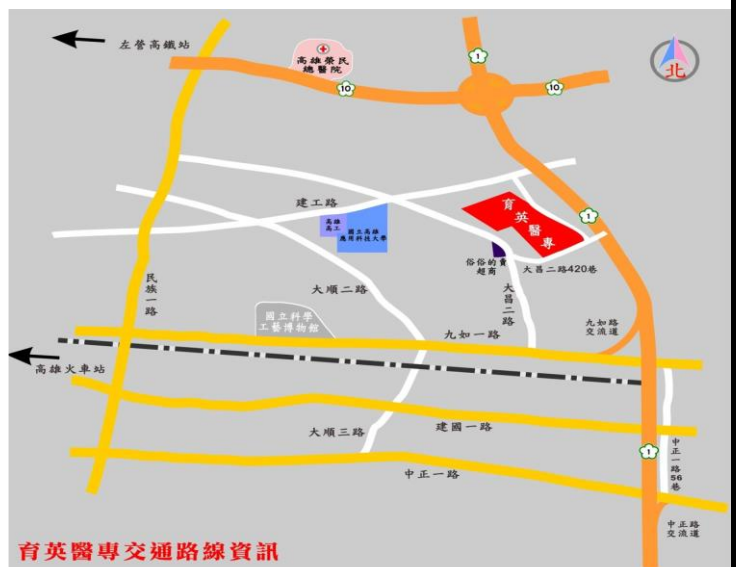 左營高鐵站
高雄榮民
總醫院
1
北
10
10
建工路
高雄
高工
國立高雄
應用科技大學
育英醫專
1
俗俗的賣
超商
大昌二路420巷
民族一路
大順二路
大昌二路
國立科學
工藝博物館
九如一路
九如路
交流道
高雄火車站
大順三路
建國一路
1
中正一路56巷
中正一路
中正路
交流道
育英醫專交通路線資訊